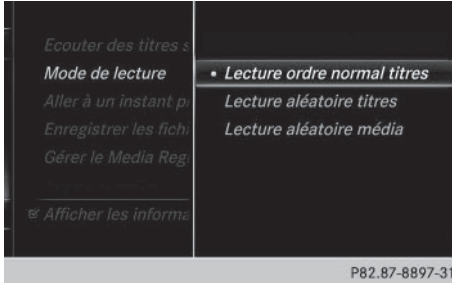 Ecouter des titres s
Mode de lecture
Aller à un instant p
Enregistrer les fichi
Gérer le Media Reg
Afficher les informa
• Lecture ordre normal titres
Lecture aléatoire titres
Lecture aléatoire média
P82.87-8897-31